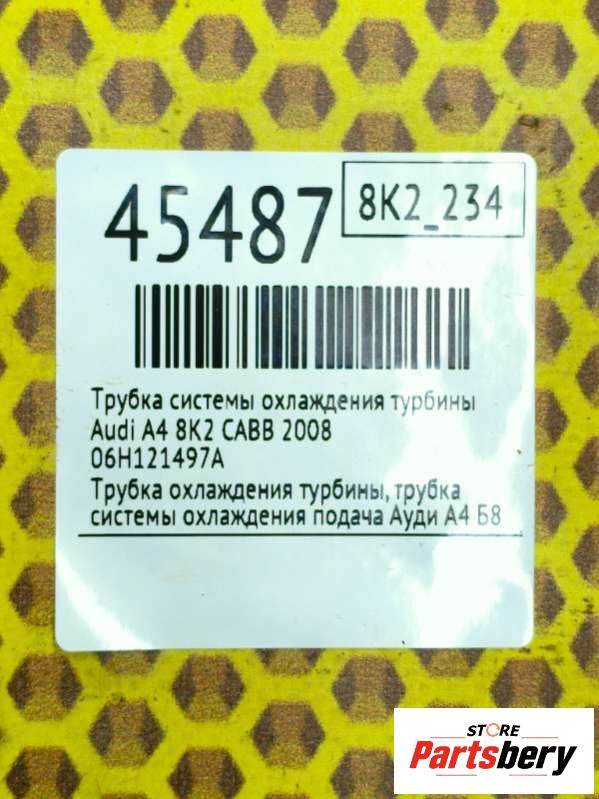 45487
8K2_234
Трубка системы охлаждения турбины
Audi A4 8K2 CABB 2008
06H121497A
Трубка охлаждения турбины, трубка
системы охлаждения подача Ауди А4 Б8
STORE
Partsbery